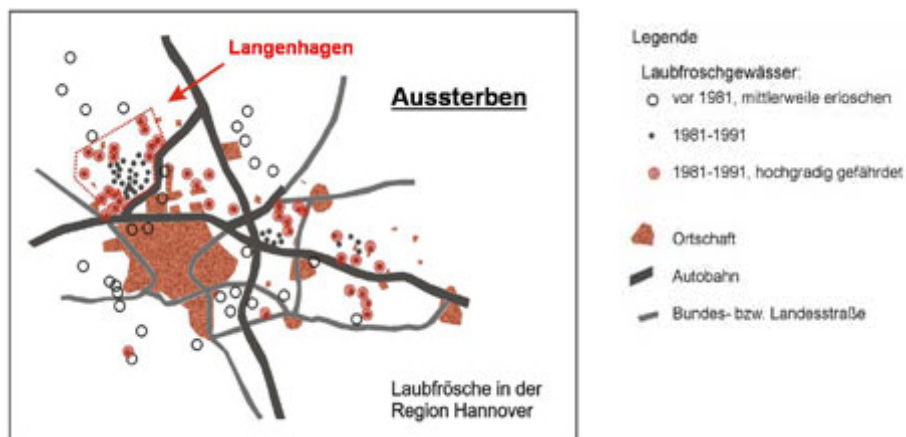 Langenhagen
Aussterben
Laubfrösche in der
Region Hannover
Legende
Laubfroschgewässer:
vor 1981, mittlerweile erloschen
1981-1991
1981-1991, hochgradig gefährdet
Ortschaft
Autobahn
Bundes- bzw. Landesstraße